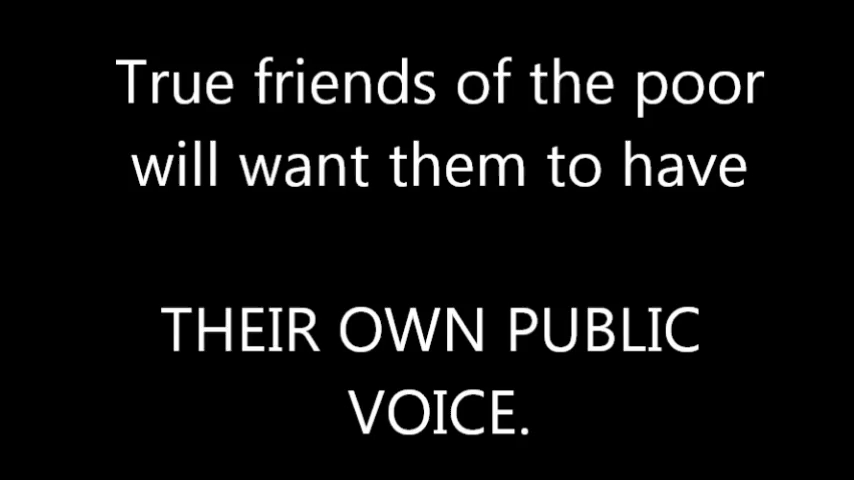 True friends of the poor
will want them to have
THEIR OWN PUBLIC
VOICE.